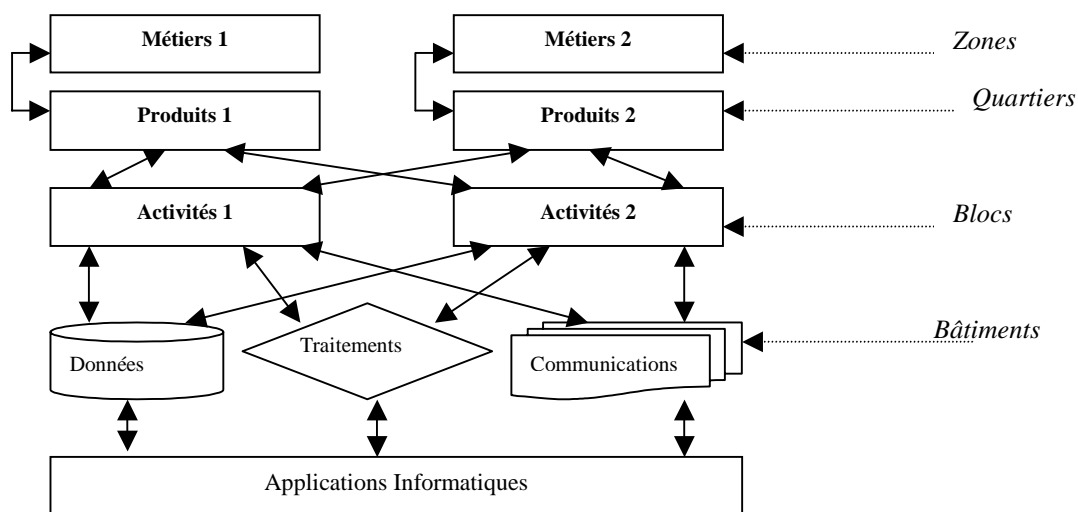 Métiers 1
Métiers 2
Zones
Produits 1
Produits 2
Quartiers
Activités 1
Activités 2
Blocs
Données
Traitements
Communications
Bâtiments
Applications Informatiques